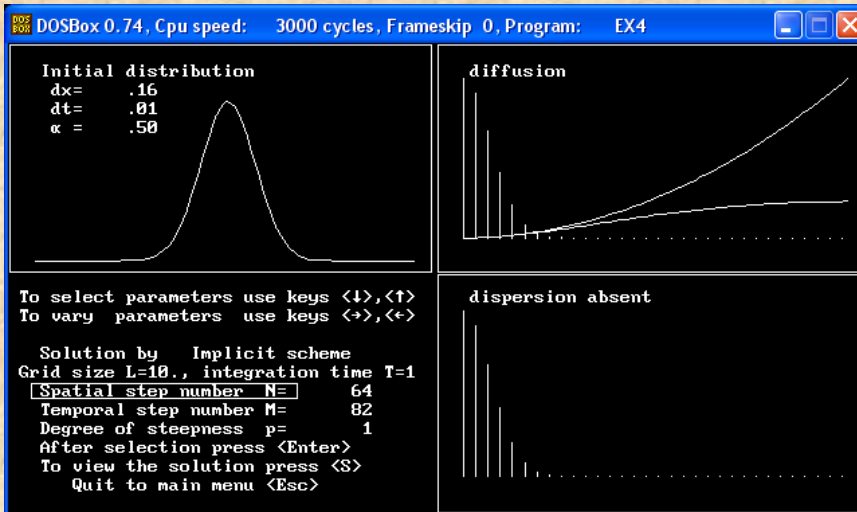 DOSBox 0.74, Cpu speed: 3000 cycles, Frameskip 0, Program: EX4
Initial distribution
dx= .16
dt= .01
α = .50
diffusion
To select parameters use keys <↓>,<↑>
To vary parameters use keys <→>,<←>
Solution by Implicit scheme
Grid size L=10., integration time T=1
Spatial step number N= 64
Temporal step number M= 82
Degree of steepness p= 1
After selection press <Enter>
To view the solution press <S>
Quit to main menu <Esc>
dispersion absent